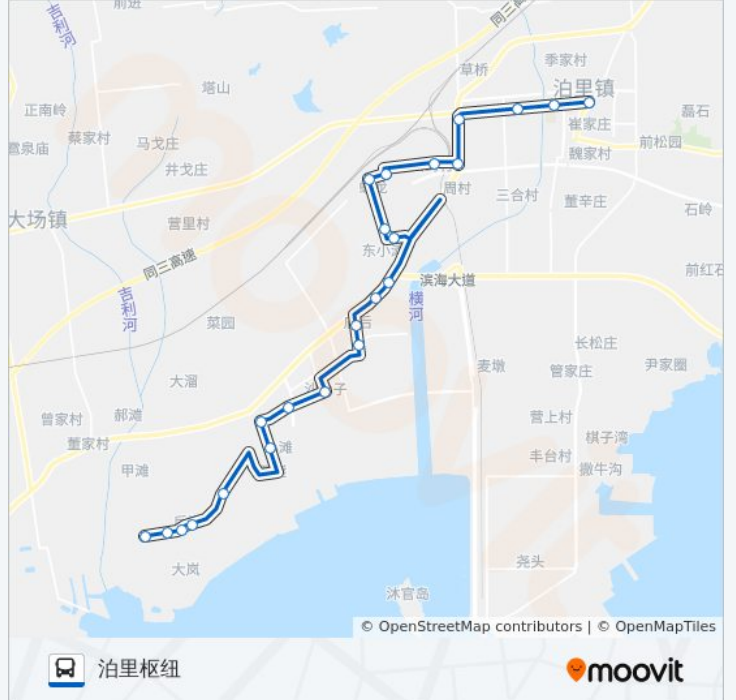 前进
同三高
吉利河
草桥
季家村
塔山
泊里镇
正南岭
磊石
崔家庄
蔡家村
马戈庄
前松园
魏家村
井戈庄
周村
三合村
董辛庄
石岭
大场镇
营里村
东小
同三高速
前红石
滨海大道
吉利河
横河
菜园
后
长松庄
麦墩
管家庄
尹家圈
大溜
子
曾家村
郝滩
营上村
董家村
滩
棋子湾
丰台村
撒牛沟
甲滩
大岚
尧头
沐官岛
© OpenStreetMap contributors | © OpenMapTiles
泊里枢纽
moovit